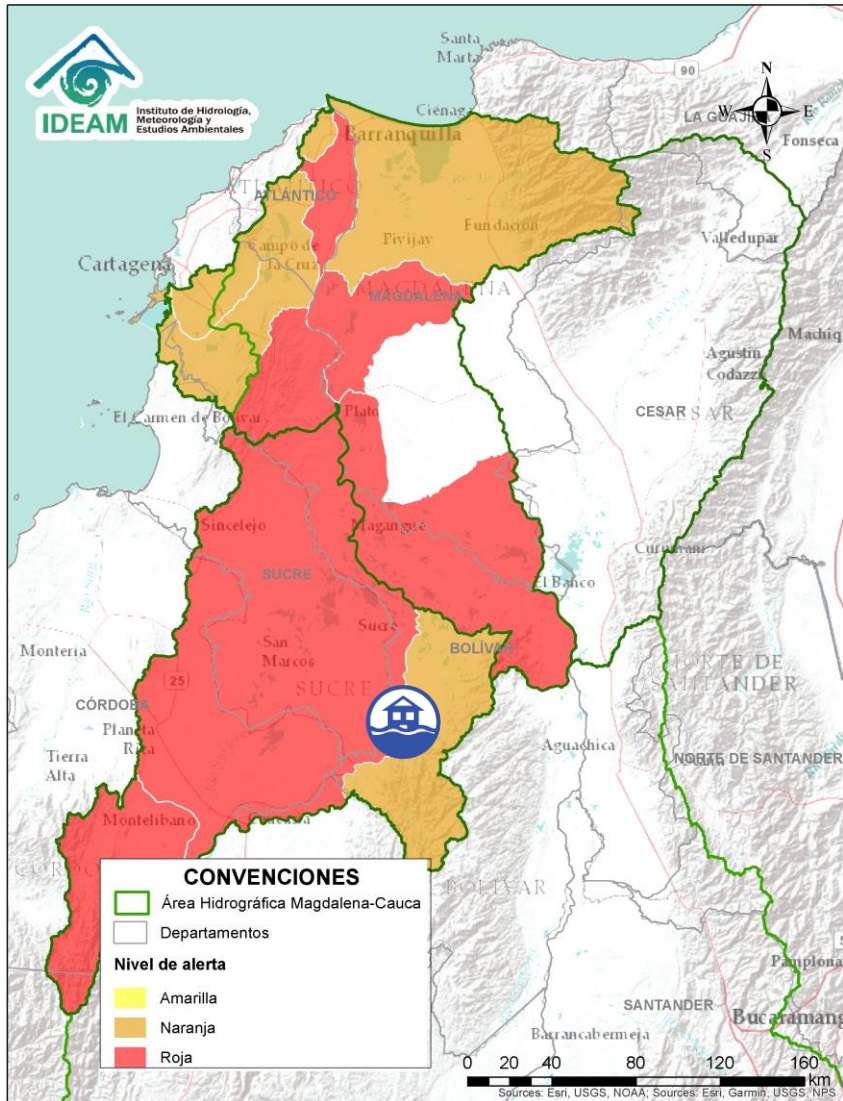 IDEAM
Instituto de Hidrología,
Meteorología y
Estudios Ambientales
Santa
Marta
90
N
W
E
S
LA GUAJI
Ciénaga
Fonseca
Barranquilla
ATLÁNTICO
Valledupar
Campo de
la Cruz
Pivijay
Fundación
Cartagena
MAGDALENA
MAGDALENA
Agustín
Codazzi
Machiq
El Carmen de Bolívar
Plato
CESAR
CESAR
Sincelejo
Magangué
SUCRE
Curumaní
El Banco
Montería
Sucre
San
Marcos
SUCRE
BOLÍVAR
NORTE DE
SANTANDER
25
CÓRDOBA
Planeta
Rica
Tierra
Alta
Aguachica
NORTE DE SANTANDER
Montelíbano
BOLÍVAR
CONVENCIONES
Área Hidrográfica Magdalena-Cauca
Departamentos
Nivel de alerta
Amarilla
Naranja
Roja
Pamplona
SANTANDER
Bucaramang
Barrancabermeja
0 20 40 80 120 160
km
Sources: Esri, USGS, NOAA; Sources: Esri, Garmin, USGS, NPS